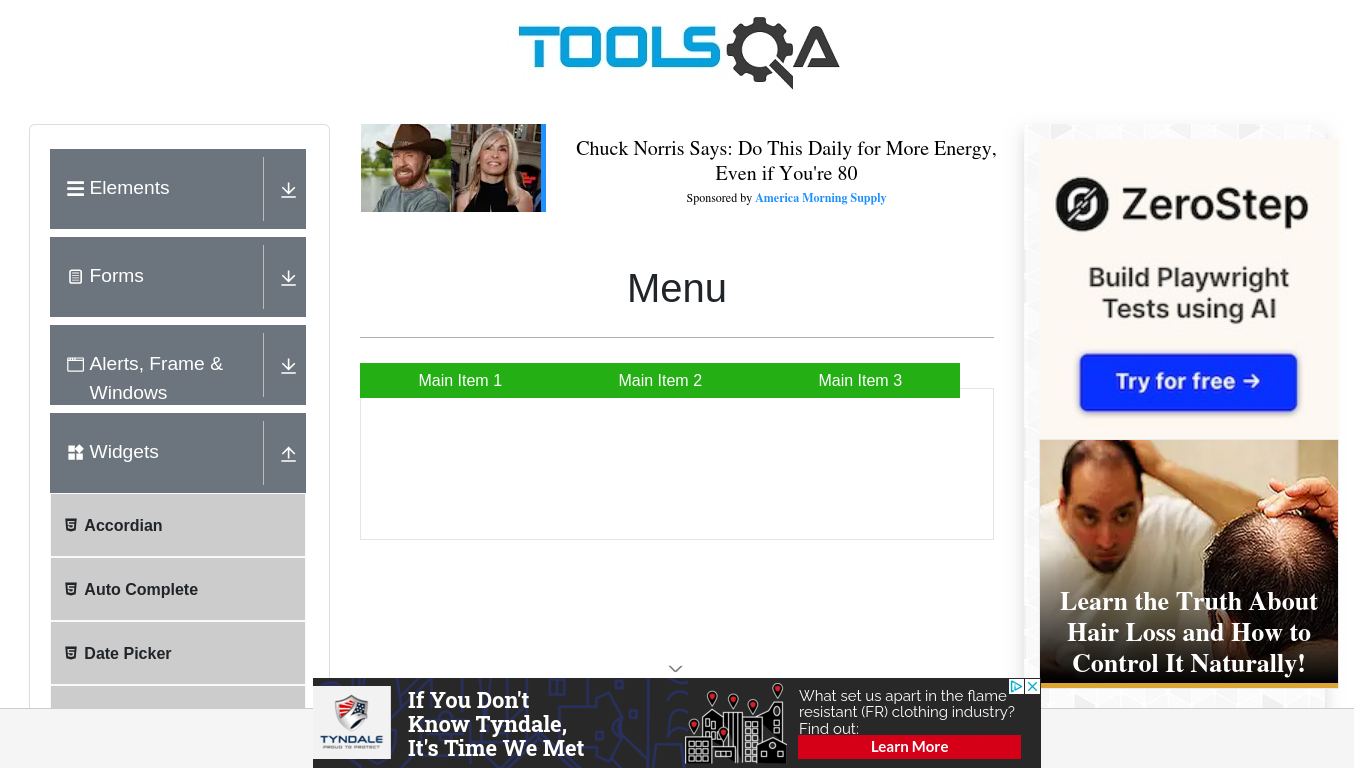 TOOLSQA
Elements
Forms
Alerts, Frame &
Windows
Widgets
Accordian
Auto Complete
Date Picker
Chuck Norris Says: Do This Daily for More Energy,
Even if You're 80
Sponsored by America Morning Supply
Menu
Main Item 1
Main Item 2
Main Item 3
ZeroStep
Build Playwright
Tests using AI
Try for free →
Learn the Truth About
Hair Loss and How to
Control It Naturally!
TYNDALE
PROUD TO PROTECT
If You Don't
Know Tyndale,
It's Time We Met
What set us apart in the flame
resistant (FR) clothing industry?
Find out:
Learn More